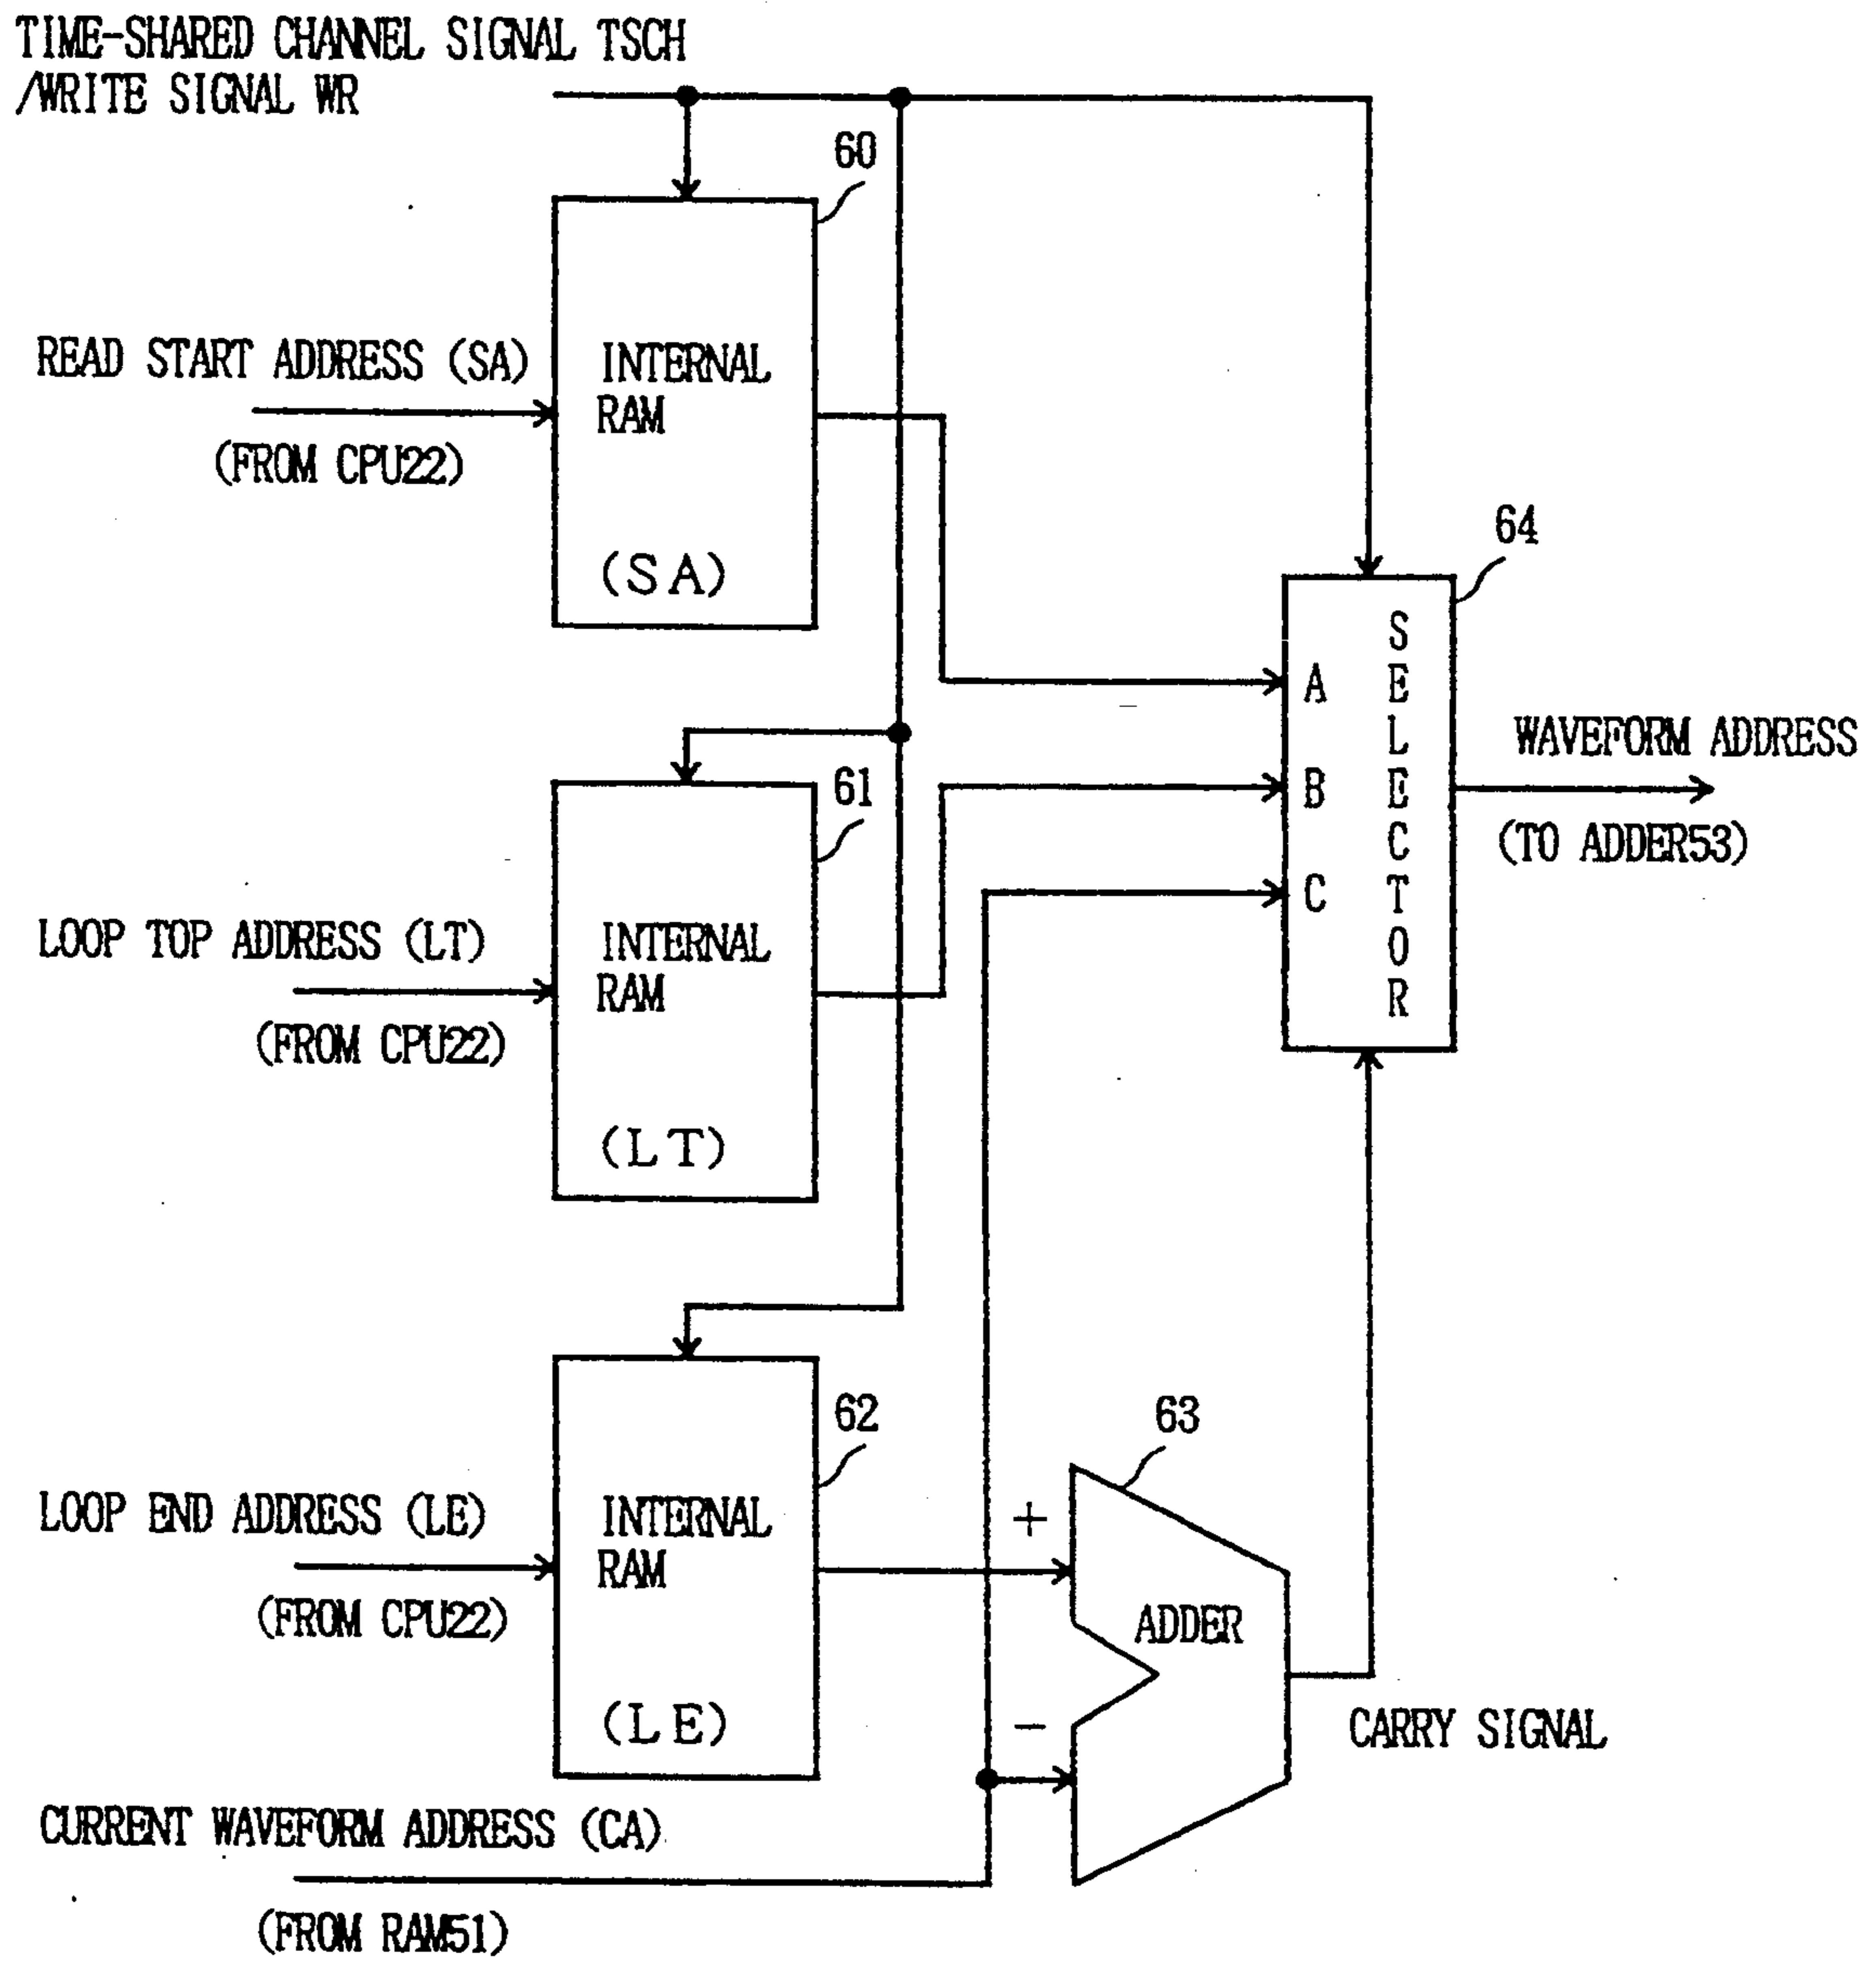 TIME-SHARED CHANNEL SIGNAL TSCH
/WRITE SIGNAL WR
60
READ START ADDRESS (SA)
(FROM CPU22)
INTERNAL
RAM
(SA)
64
SELECTOR
A
B
C
WAVEFORM ADDRESS
(TO ADDER53)
61
LOOP TOP ADDRESS (LT)
(FROM CPU22)
INTERNAL
RAM
(LT)
62
63
LOOP END ADDRESS (LE)
(FROM CPU22)
INTERNAL
RAM
(LE)
+
ADDER
−
CARRY SIGNAL
CURRENT WAVEFORM ADDRESS (CA)
(FROM RAM51)